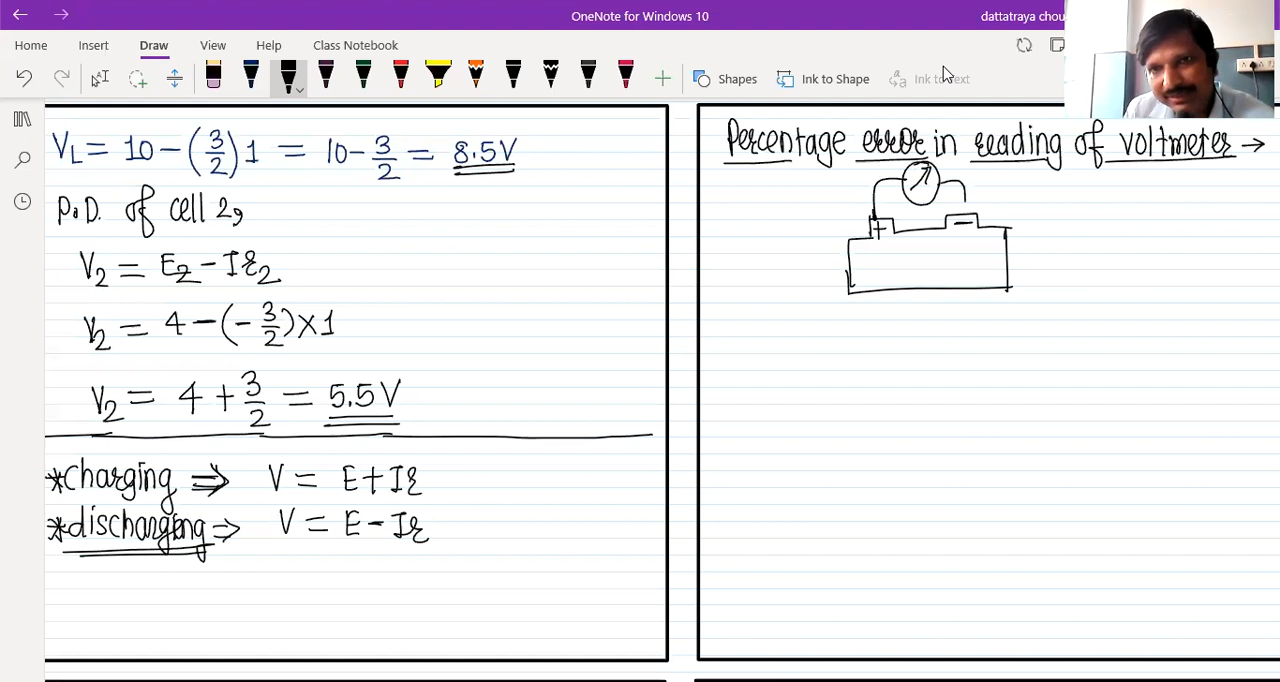 OneNote for Windows 10
dattatraya chou
Home Insert Draw View Help Class Notebook
Shapes Ink to Shape Ink to Text
V_L = 10 - (3/2) 1 = 10 - 3/2 = 8.5V
P.D. of cell 2,
V_2 = E_2 - Ir_2
V_2 = 4 - (-3/2) × 1
V_2 = 4 + 3/2 = 5.5V
*charging ⇒ V = E + Ir
*discharging ⇒ V = E - Ir
Percentage error in reading of voltmeter →
+ -